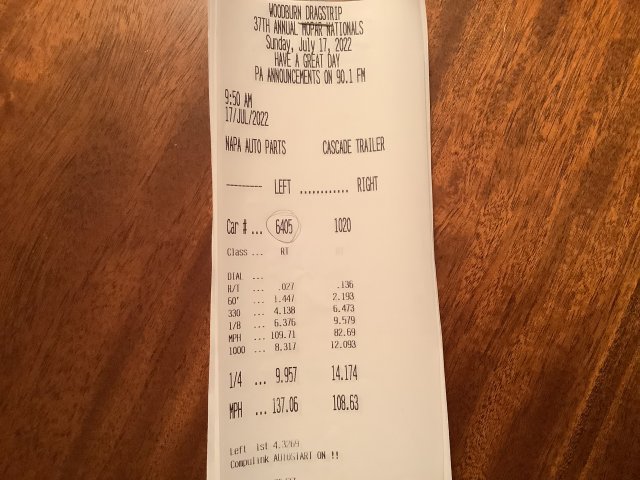 WOODBURN DRAGSTRIP
37TH ANNUAL MOPAR NATIONALS
Sunday, July 17, 2022
HAVE A GREAT DAY
PA ANNOUNCEMENTS ON 90.1 FM
9:50 AM
17/JUL/2022
NAPA AUTO PARTS CASCADE TRAILER
---------- LEFT ............ RIGHT
Car # ... 6405 1020
Class ... RT RT
DIAL ...
R/T ... .027 .136
60' ... 1.447 2.193
330 ... 4.138 6.473
1/8 ... 6.376 9.579
MPH ... 109.71 82.69
1000 ... 8.317 12.093
1/4 ... 9.957 14.174
MPH ... 137.06 108.63
Left 1st 4.3269
Compulink AUTOSTART ON !!